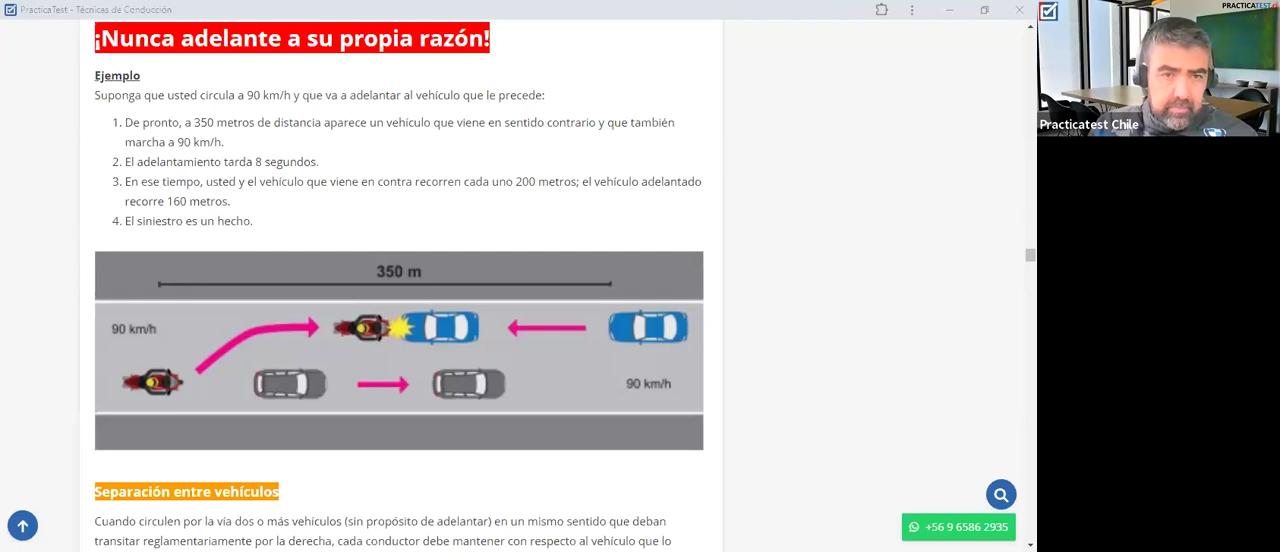 PracticaTest - Técnicas de Conducción
¡Nunca adelante a su propia razón!
Ejemplo
Suponga que usted circula a 90 km/h y que va a adelantar al vehículo que le precede:
1. De pronto, a 350 metros de distancia aparece un vehículo que viene en sentido contrario y que también
marcha a 90 km/h.
2. El adelantamiento tarda 8 segundos.
3. En ese tiempo, usted y el vehículo que viene en contra recorren cada uno 200 metros; el vehículo adelantado
recorre 160 metros.
4. El siniestro es un hecho.
350 m
90 km/h
90 km/h
Separación entre vehículos
Cuando circulen por la vía dos o más vehículos (sin propósito de adelantar) en un mismo sentido que deban
transitar reglamentariamente por la derecha, cada conductor debe mantener con respecto al vehículo que lo
+56 9 6586 2935
PRACTICATEST
Practicatest Chile